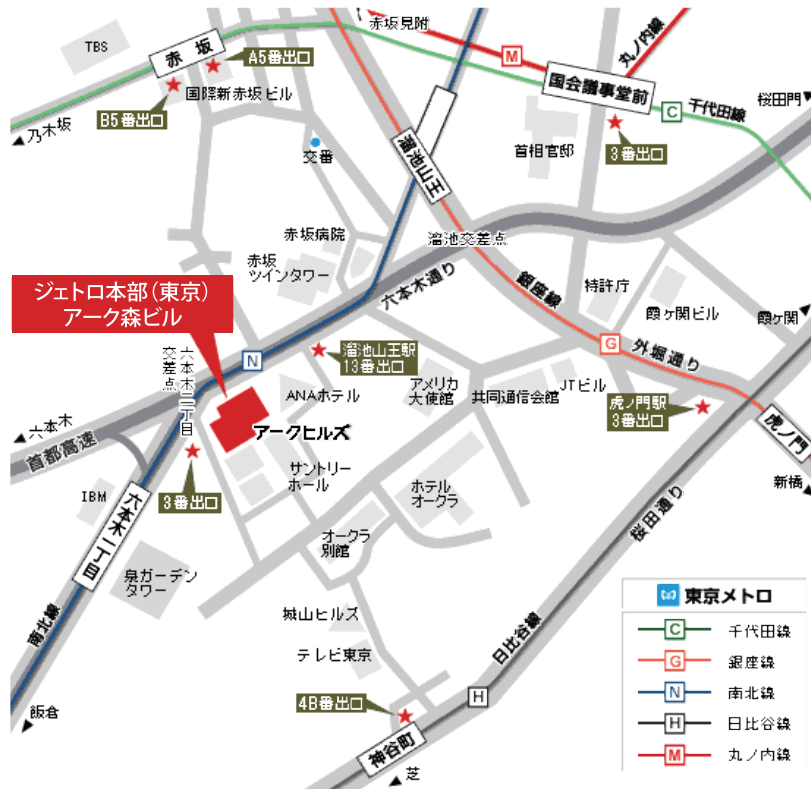 赤坂見附
丸ノ内線
TBS
赤坂
A5番出口
M
国会議事堂前
千代田線
桜田門
国際新赤坂ビル
B5番出口
乃木坂
C
3番出口
首相官邸
交番
溜池山王
赤坂病院
溜池交差点
赤坂
ツインタワー
六本木通り
銀座線
特許庁
霞ヶ関ビル
霞ヶ関
ジェトロ本部(東京)
アーク森ビル
六本木二丁目
交差点
N
溜池山王駅
13番出口
G
外堀通り
ANAホテル
アメリカ
大使館
共同通信会館
JTビル
虎ノ門駅
3番出口
虎ノ門
新橋
六本木
首都高速
アークヒルズ
サントリー
ホール
3番出口
IBM
六本木一丁目
ホテル
オークラ
桜田通り
オークラ
別館
泉ガーデン
タワー
南北線
城山ヒルズ
テレビ東京
日比谷線
4B番出口
H
飯倉
神谷町
芝
東京メトロ
C 千代田線
G 銀座線
N 南北線
H 日比谷線
M 丸ノ内線